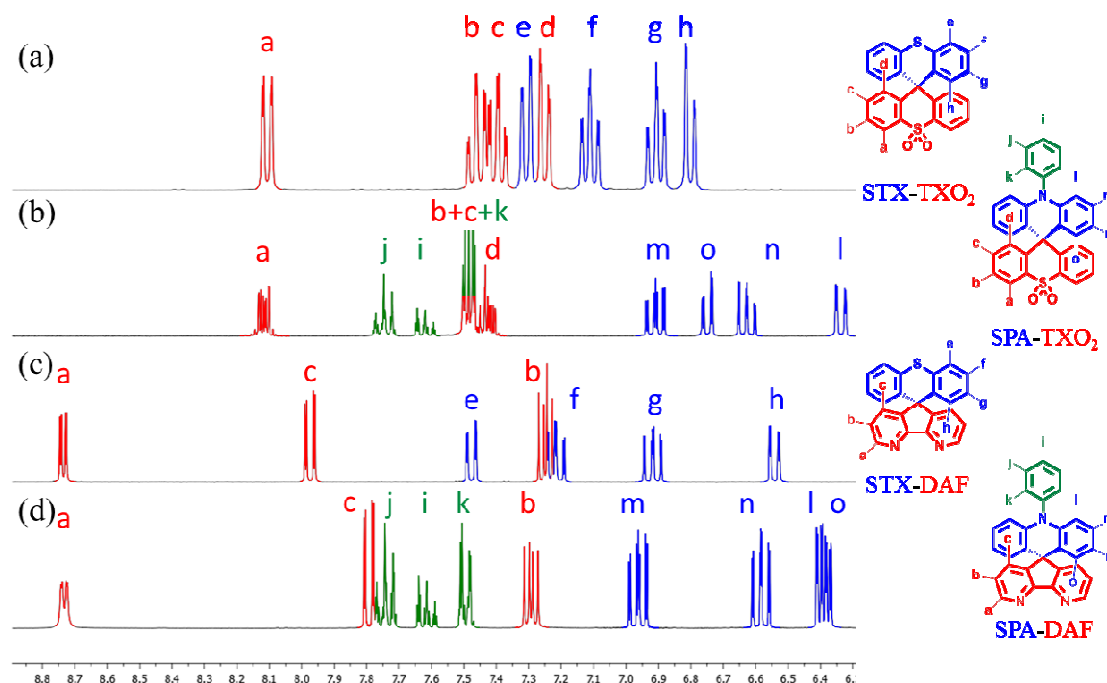 (a)
a
b
c
e
d
f
g
h
(b)
b+c+k
a
j
i
d
m
o
n
l
(c)
a
c
e
b
f
g
h
(d)
a
c
j
i
k
b
m
n
l
o
8.8 8.7 8.6 8.5 8.4 8.3 8.2 8.1 8.0 7.9 7.8 7.7 7.6 7.5 7.4 7.3 7.2 7.1 7.0 6.9 6.8 6.7 6.6 6.5 6.4
e
S
d
g
c
h
b
S
O O
a
STX-TXO₂
i
J
k
l
N
d
c
o
b
S
O O
a
SPA-TXO₂
e
S
f
c
g
b
h
N N
STX-DAF
i
J
k
l
N
c
b
o
N N
a
SPA-DAF